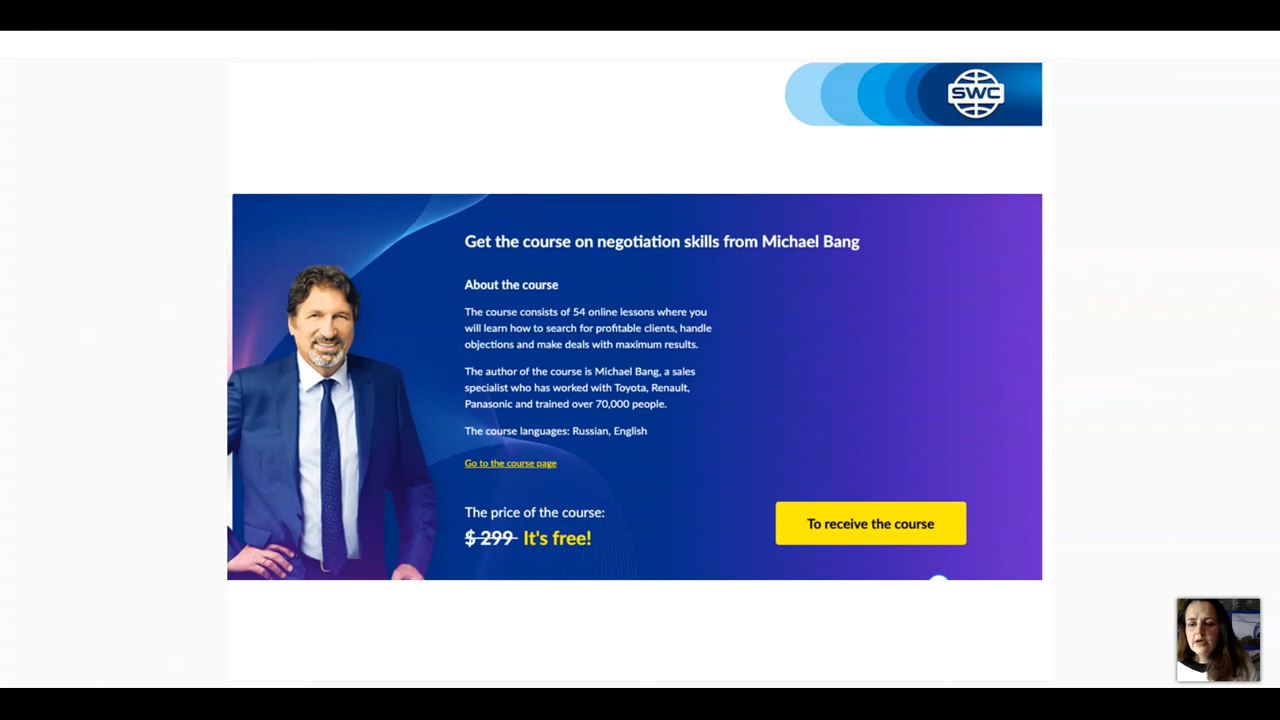 SWC
Get the course on negotiation skills from Michael Bang
About the course
The course consists of 54 online lessons where you
will learn how to search for profitable clients, handle
objections and make deals with maximum results.
The author of the course is Michael Bang, a sales
specialist who has worked with Toyota, Renault,
Panasonic and trained over 70,000 people.
The course languages: Russian, English
Go to the course page
The price of the course:
$ 299 It's free!
To receive the course